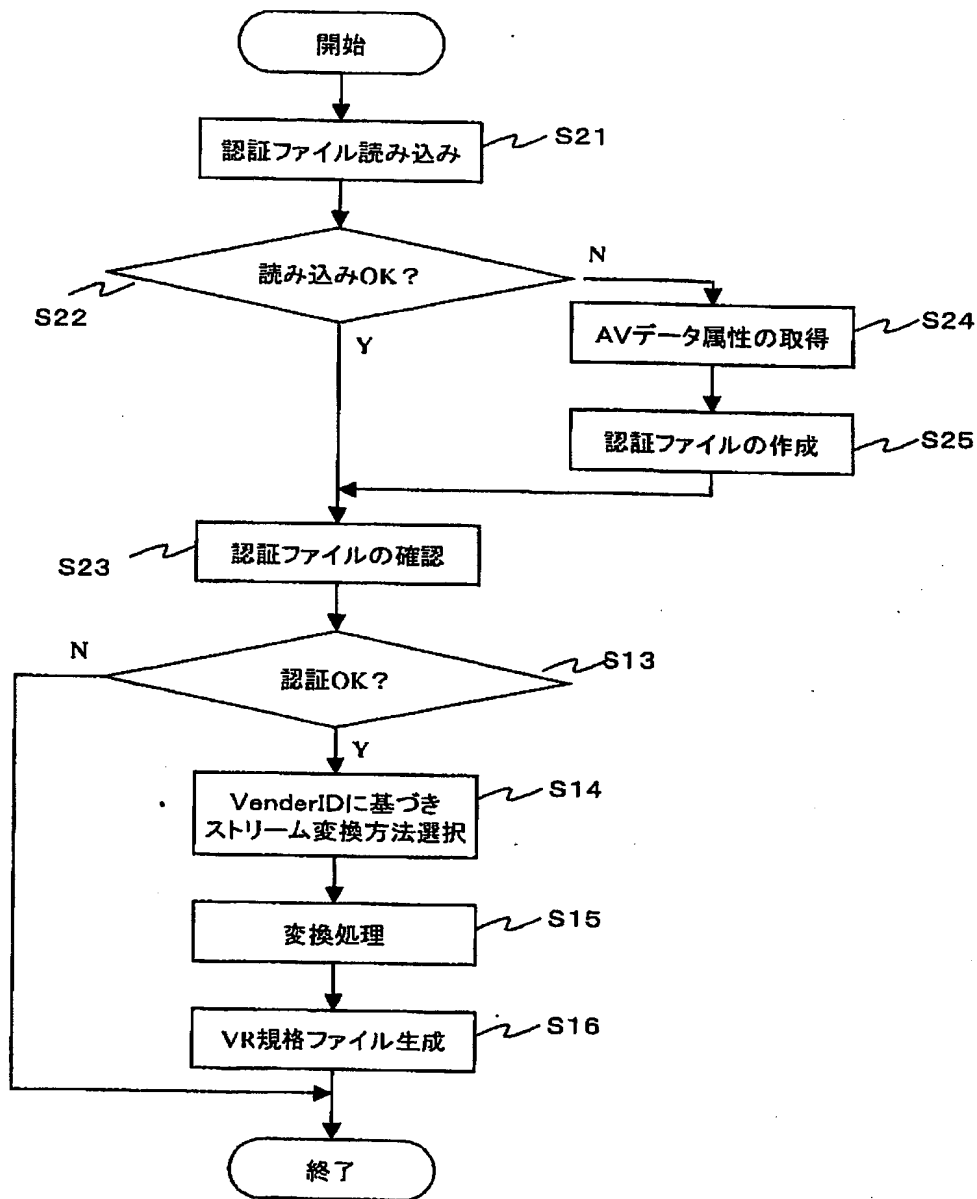 開始
認証ファイル読み込み
S21
読み込みOK？
S22
N
Y
AVデータ属性の取得
S24
認証ファイルの作成
S25
認証ファイルの確認
S23
認証OK？
S13
N
Y
VenderIDに基づき
ストリーム変換方法選択
S14
変換処理
S15
VR規格ファイル生成
S16
終了